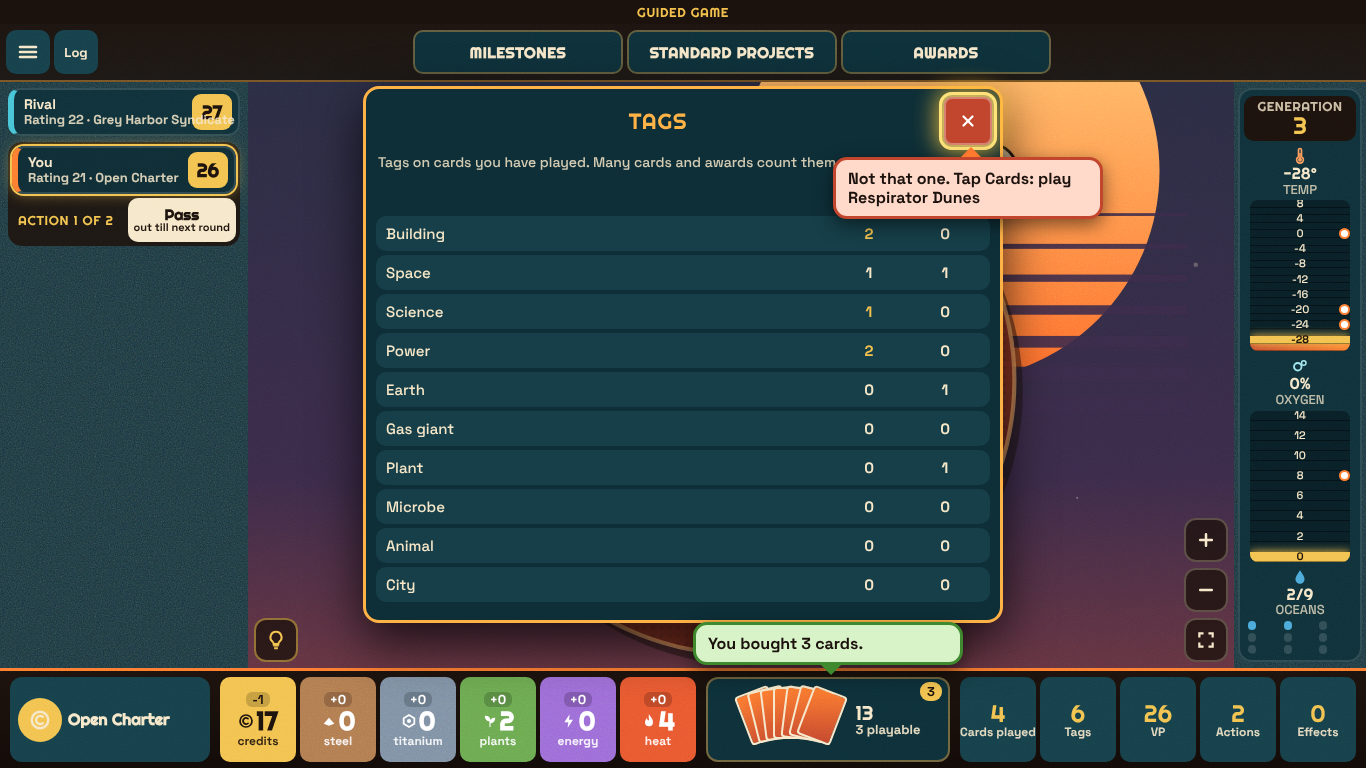 GUIDED GAME
Log
MILESTONES
STANDARD PROJECTS
AWARDS
Rival
Rating 22 · Grey Harbor Syndicate
27
You
Rating 21 · Open Charter
26
ACTION 1 OF 2
Pass
out till next round
TAGS
Tags on cards you have played. Many cards and awards count them
Not that one. Tap Cards: play
Respirator Dunes
Building 2 0
Space 1 1
Science 1 0
Power 2 0
Earth 0 1
Gas giant 0 0
Plant 0 1
Microbe 0 0
Animal 0 0
City 0 0
You bought 3 cards.
GENERATION
3
-28°
TEMP
8
4
0
-4
-8
-12
-16
-20
-24
-28
0%
OXYGEN
14
12
10
8
6
4
2
0
2/9
OCEANS
Open Charter
-1
17
credits
+0
0
steel
+0
0
titanium
+0
2
plants
+0
0
energy
+0
4
heat
3
13
3 playable
4
Cards played
6
Tags
26
VP
2
Actions
0
Effects